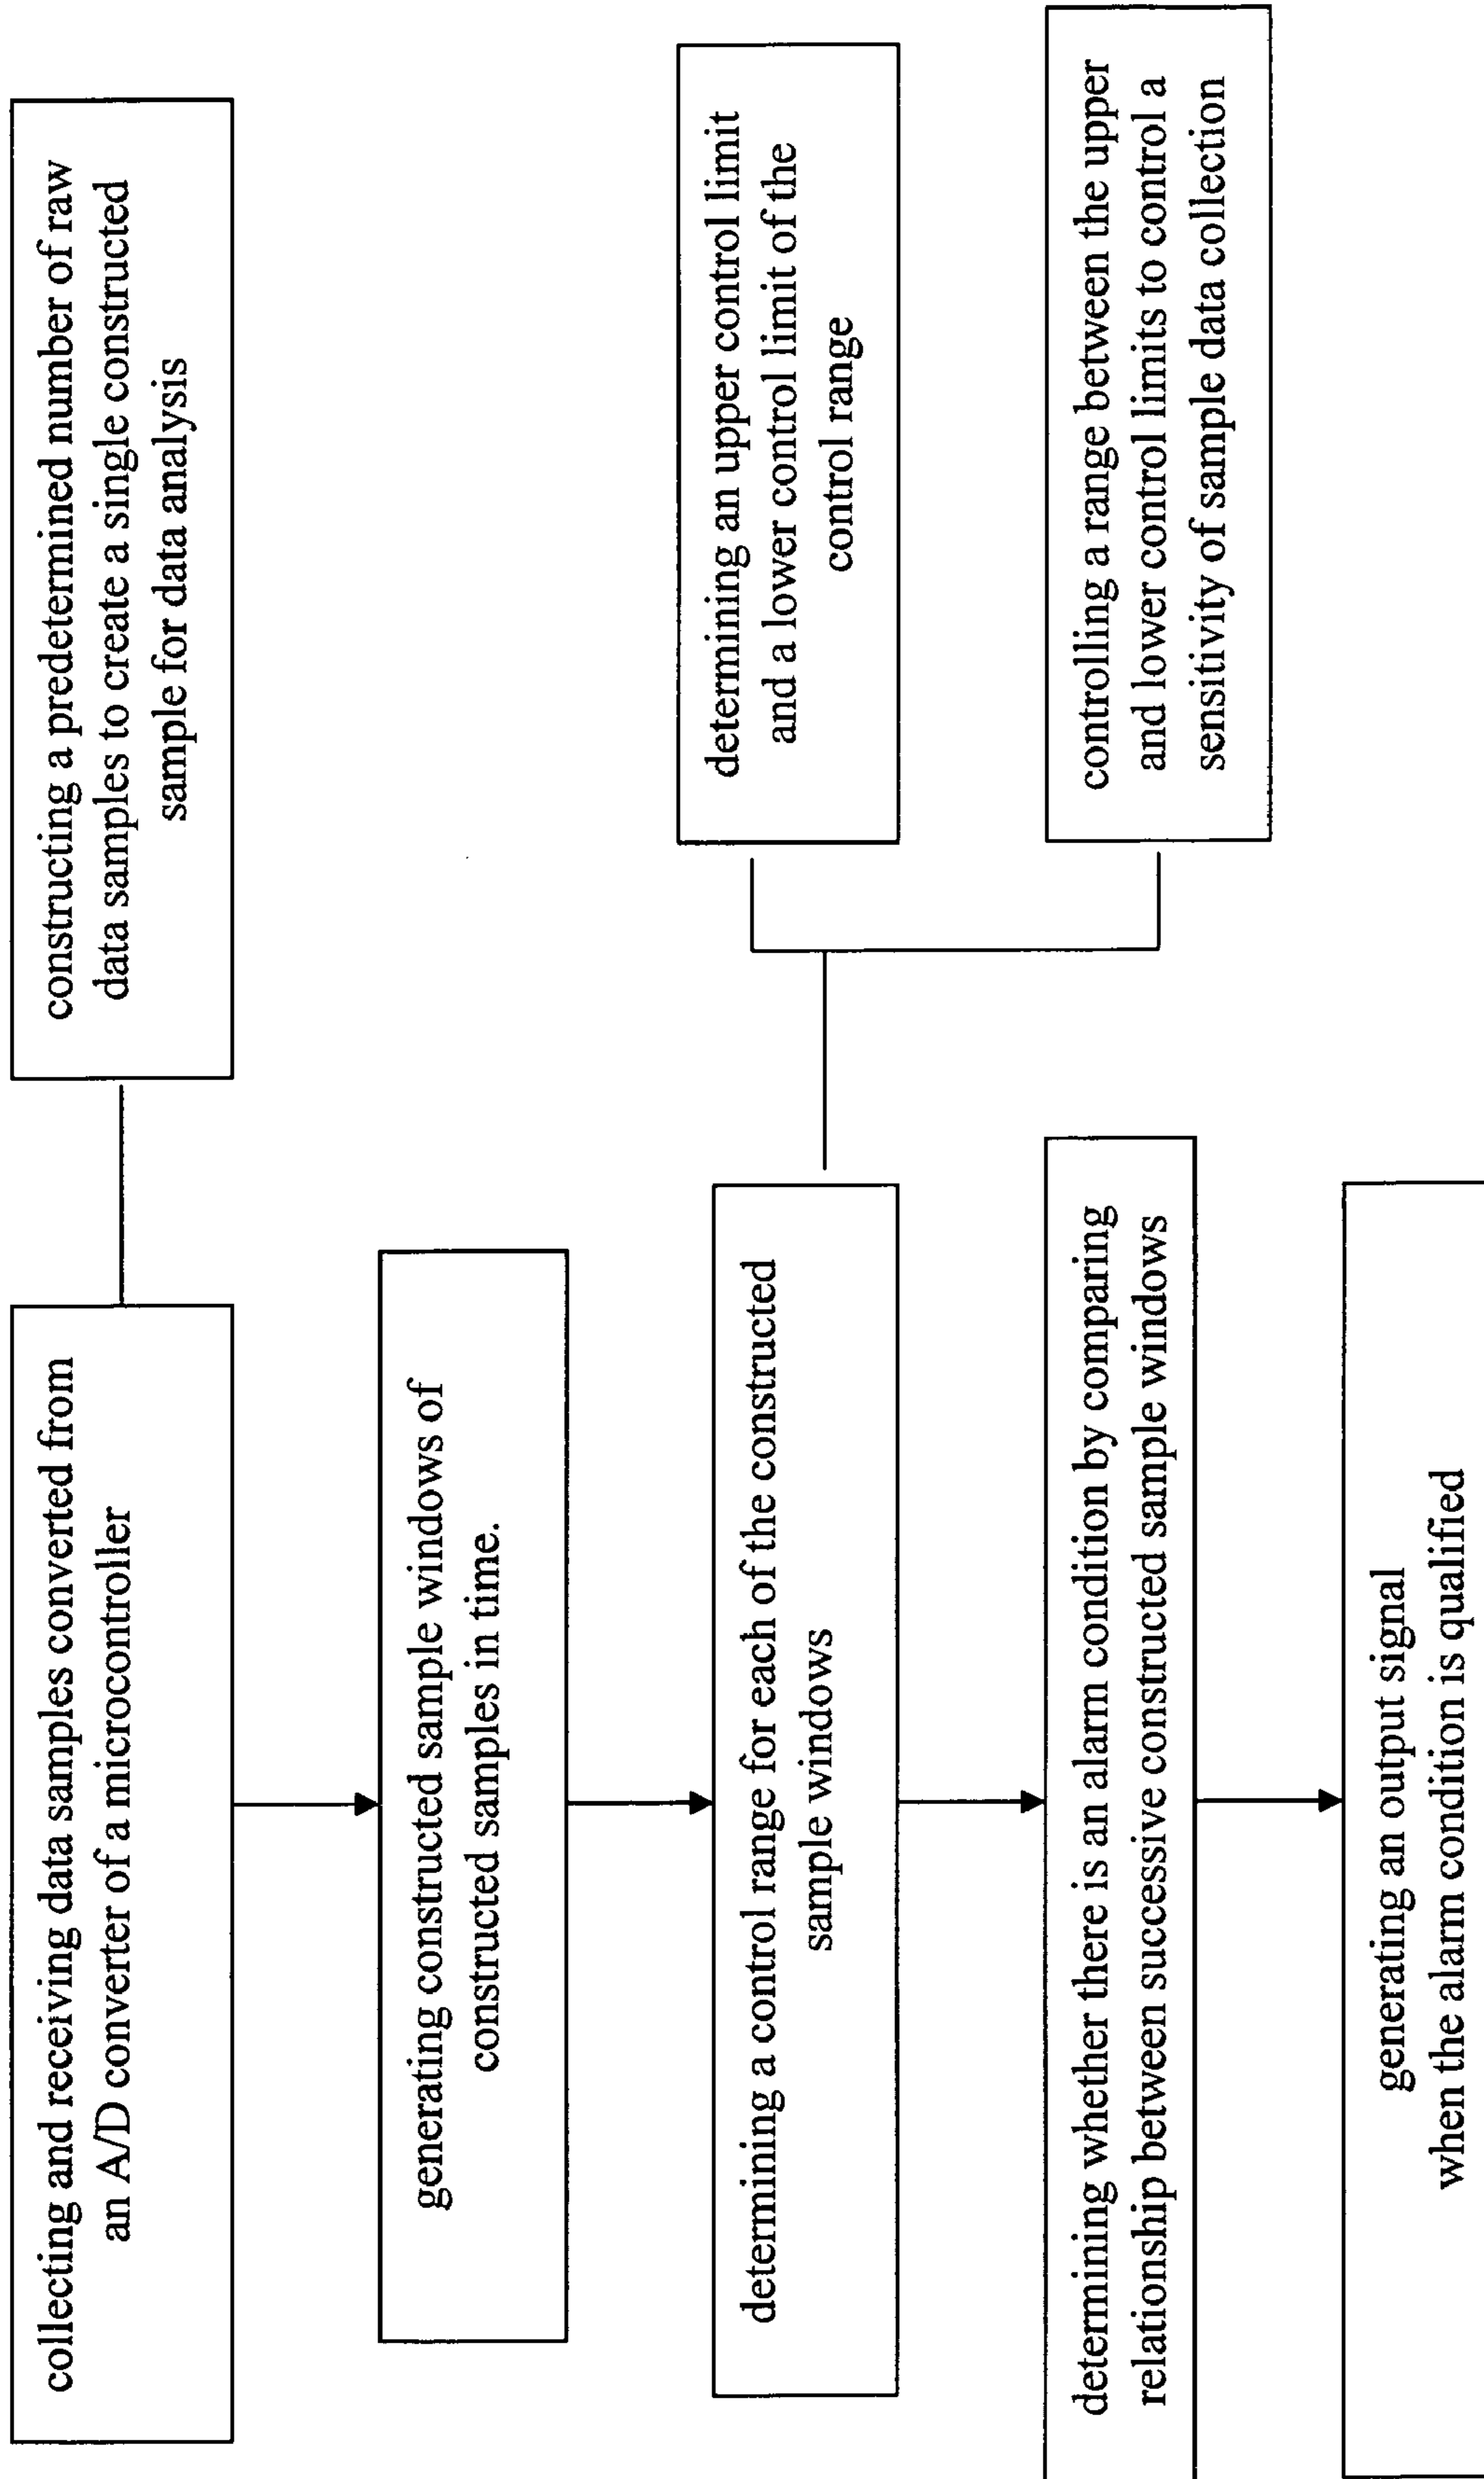 collecting and receiving data samples converted from
an A/D converter of a microcontroller
constructing a predetermined number of raw
data samples to create a single constructed
sample for data analysis
generating constructed sample windows of
constructed samples in time.
determining a control range for each of the constructed
sample windows
determining an upper control limit
and a lower control limit of the
control range
controlling a range between the upper
and lower control limits to control a
sensitivity of sample data collection
determining whether there is an alarm condition by comparing
relationship between successive constructed sample windows
generating an output signal
when the alarm condition is qualified